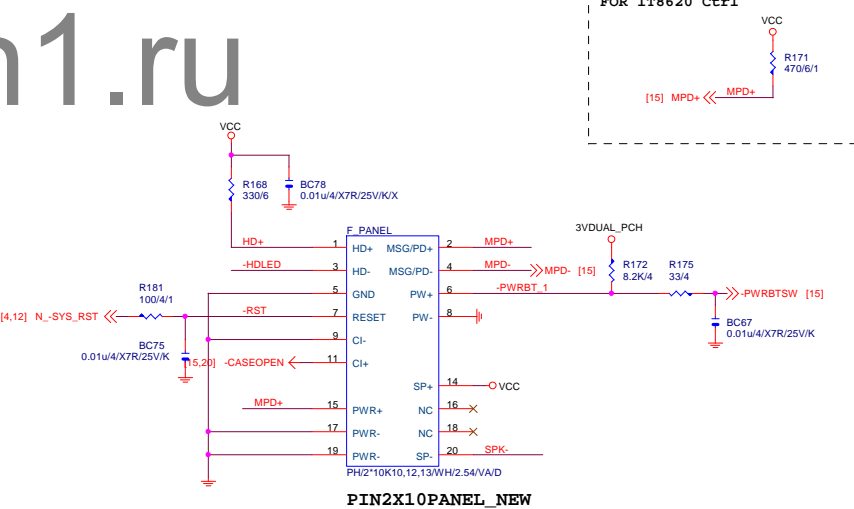 FOR IT8620 Ctrl
VCC
R171
470/6/1
[15] MPD+
MPD+
n1.ru
VCC
R168
330/6
BC78
0.01u/4/X7R/25V/K/X
F_PANEL
HD+
1
HD+
MSG/PD+
2
MPD+
-HDLED
3
HD-
MSG/PD-
4
MPD-
MPD- [15]
5
GND
PW+
6
-PWRBT_1
3VDUAL_PCH
R172
8.2K/4
R175
33/4
-PWRBTSW [15]
BC67
0.01u/4/X7R/25V/K
R181
100/4/1
[4,12] N_-SYS_RST
-RST
7
RESET
PW-
8
BC75
0.01u/4/X7R/25V/K
9
CI-
[15,20] -CASEOPEN
11
CI+
SP+
14
VCC
MPD+
15
PWR+
NC
16
17
PWR-
NC
18
19
PWR-
SP-
20
SPK-
PH/2*10K10,12,13/WH/2.54/VA/D
PIN2X10PANEL_NEW